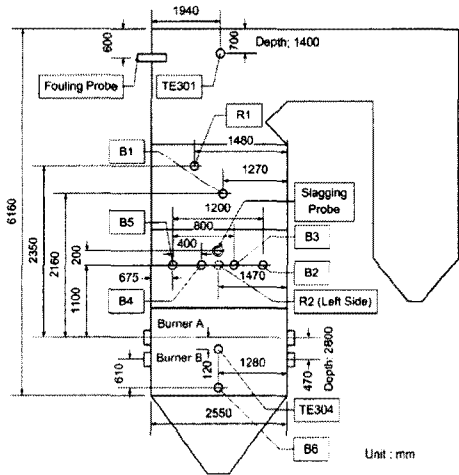 1940
600
700
Depth; 1400
Fouling Probe
TE301
R1
1480
B1
1270
Slagging
Probe
1200
B5
800
B3
6160
2350
2160
200
400
675
1470
B2
B4
R2 (Left Side)
1100
Burner A
Burner B
120
1280
610
470
Depth; 2800
TE304
2550
B6
Unit : mm